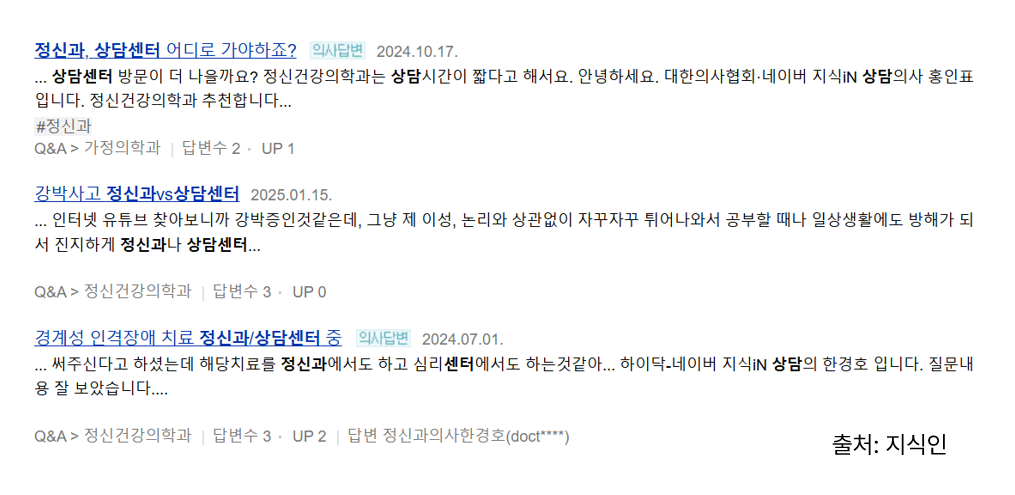 정신과, 상담센터 어디로 가야하죠? 의사답변 2024.10.17.
... 상담센터 방문이 더 나을까요? 정신건강의학과는 상담시간이 짧다고 해서요. 안녕하세요. 대한의사협회·네이버 지식iN 상담의사 홍인표
입니다. 정신건강의학과 추천합니다...
#정신과
Q&A > 가정의학과 | 답변수 2 · UP 1
강박사고 정신과vs상담센터 2025.01.15.
... 인터넷 유튜브 찾아보니까 강박증인것같은데, 그냥 제 이성, 논리와 상관없이 자꾸자꾸 튀어나와서 공부할 때나 일상생활에도 방해가 되
서 진지하게 정신과나 상담센터...
Q&A > 정신건강의학과 | 답변수 3 · UP 0
경계성 인격장애 치료 정신과/상담센터 중 의사답변 2024.07.01.
... 써주신다고 하셨는데 해당치료를 정신과에서도 하고 심리센터에서도 하는것같아... 하이닥-네이버 지식iN 상담의 한경호 입니다. 질문내
용 잘 보았습니다....
Q&A > 정신건강의학과 | 답변수 3 · UP 2 | 답변 정신과의사한경호(doct****)
출처: 지식인